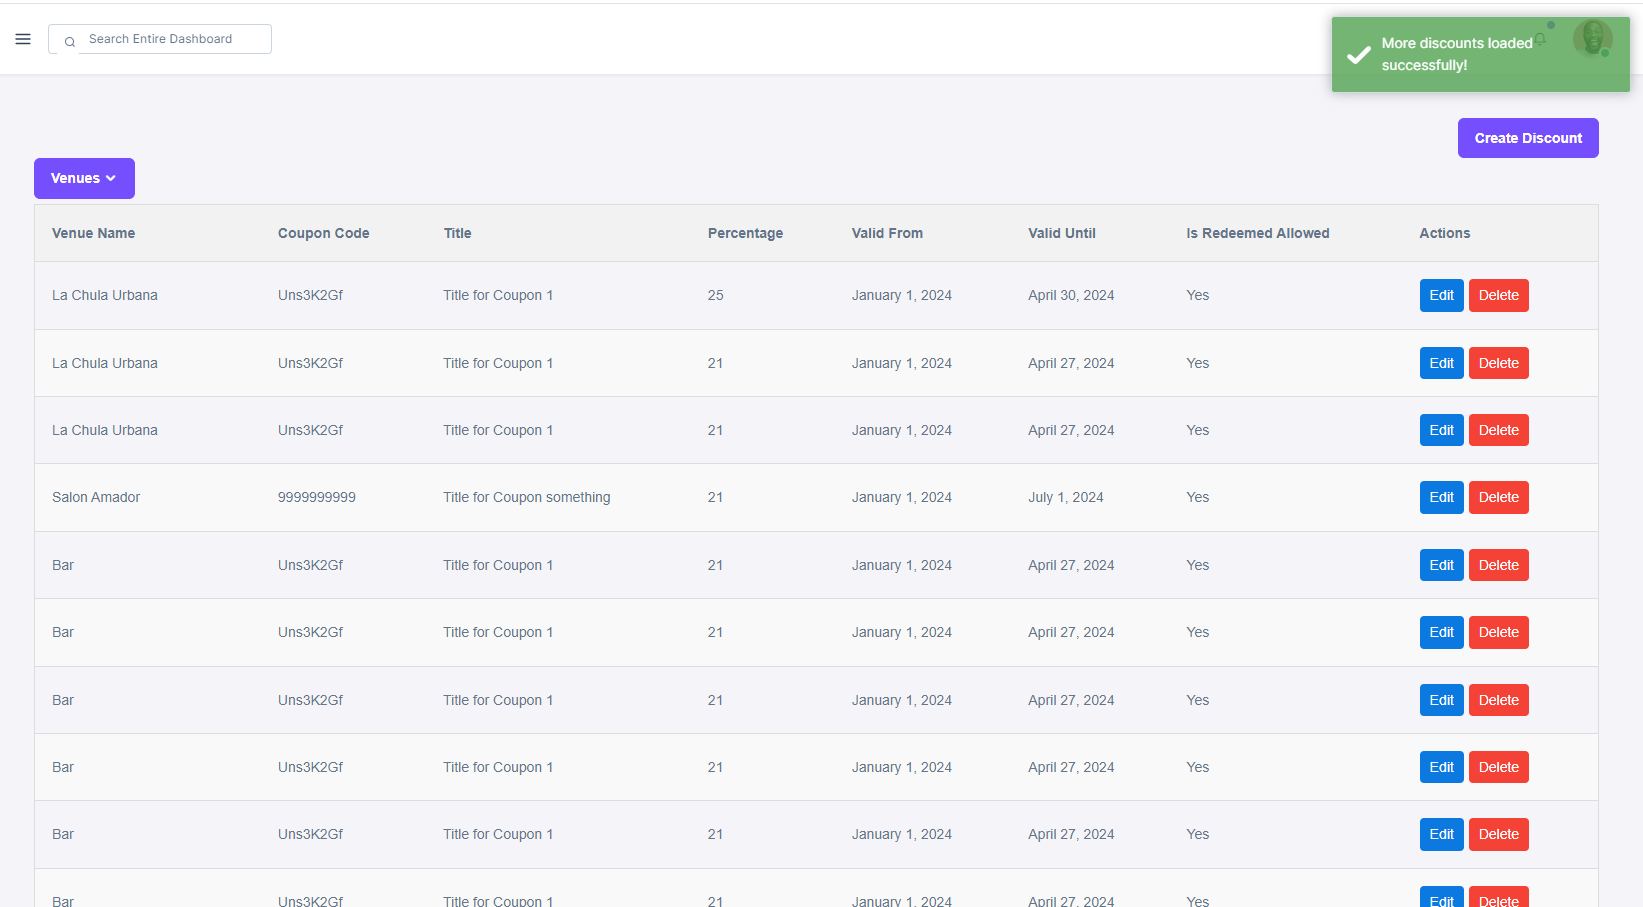 Search Entire Dashboard
More discounts loaded
successfully!
Create Discount
Venues
Venue Name Coupon Code Title Percentage Valid From Valid Until Is Redeemed Allowed Actions
La Chula Urbana Uns3K2Gf Title for Coupon 1 25 January 1, 2024 April 30, 2024 Yes Edit Delete
La Chula Urbana Uns3K2Gf Title for Coupon 1 21 January 1, 2024 April 27, 2024 Yes Edit Delete
La Chula Urbana Uns3K2Gf Title for Coupon 1 21 January 1, 2024 April 27, 2024 Yes Edit Delete
Salon Amador 9999999999 Title for Coupon something 21 January 1, 2024 July 1, 2024 Yes Edit Delete
Bar Uns3K2Gf Title for Coupon 1 21 January 1, 2024 April 27, 2024 Yes Edit Delete
Bar Uns3K2Gf Title for Coupon 1 21 January 1, 2024 April 27, 2024 Yes Edit Delete
Bar Uns3K2Gf Title for Coupon 1 21 January 1, 2024 April 27, 2024 Yes Edit Delete
Bar Uns3K2Gf Title for Coupon 1 21 January 1, 2024 April 27, 2024 Yes Edit Delete
Bar Uns3K2Gf Title for Coupon 1 21 January 1, 2024 April 27, 2024 Yes Edit Delete
Bar Uns3K2Gf Title for Coupon 1 21 January 1, 2024 April 27, 2024 Yes Edit Delete